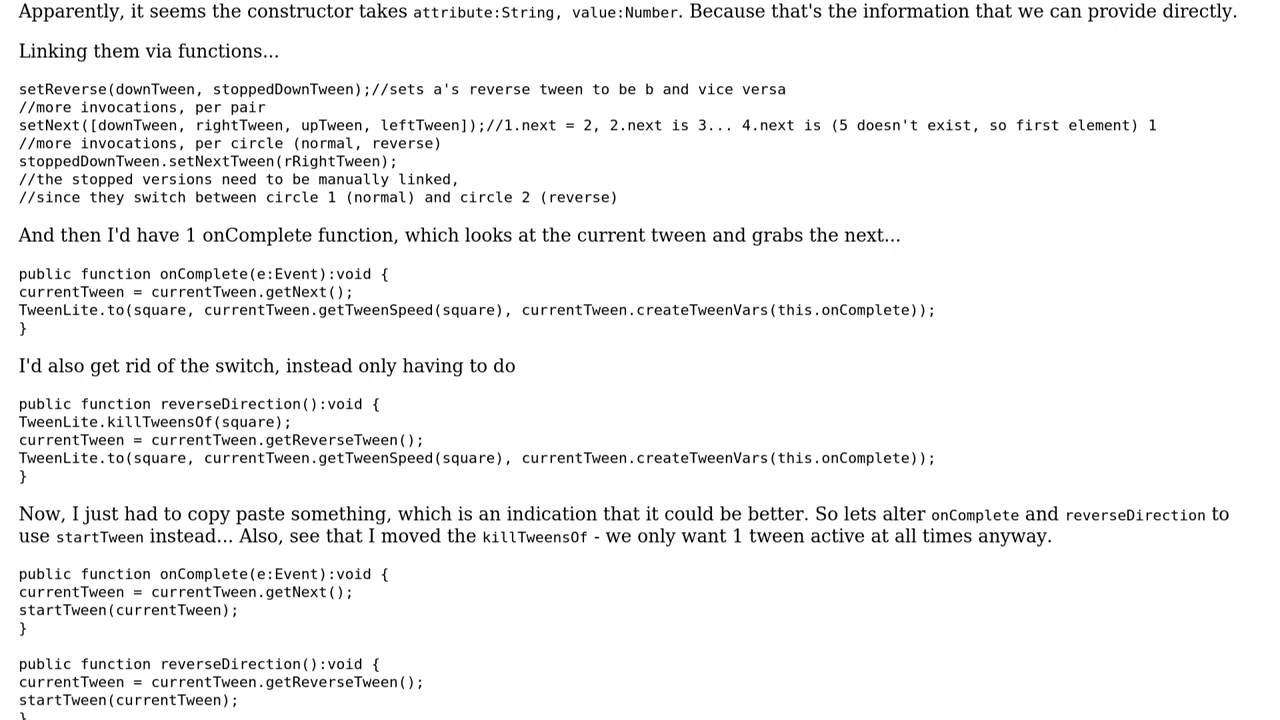 Apparently, it seems the constructor takes attribute:String, value:Number. Because that's the information that we can provide directly.
Linking them via functions...
setReverse(downTween, stoppedDownTween);//sets a's reverse tween to be b and vice versa
//more invocations, per pair
setNext([downTween, rightTween, upTween, leftTween]);//1.next = 2, 2.next is 3... 4.next is (5 doesn't exist, so first element) 1
//more invocations, per circle (normal, reverse)
stoppedDownTween.setNextTween(rRightTween);
//the stopped versions need to be manually linked,
//since they switch between circle 1 (normal) and circle 2 (reverse)
And then I'd have 1 onComplete function, which looks at the current tween and grabs the next...
public function onComplete(e:Event):void {
currentTween = currentTween.getNext();
TweenLite.to(square, currentTween.getTweenSpeed(square), currentTween.createTweenVars(this.onComplete));
}
I'd also get rid of the switch, instead only having to do
public function reverseDirection():void {
TweenLite.killTweensOf(square);
currentTween = currentTween.getReverseTween();
TweenLite.to(square, currentTween.getTweenSpeed(square), currentTween.createTweenVars(this.onComplete));
}
Now, I just had to copy paste something, which is an indication that it could be better. So lets alter onComplete and reverseDirection to
use startTween instead... Also, see that I moved the killTweensOf - we only want 1 tween active at all times anyway.
public function onComplete(e:Event):void {
currentTween = currentTween.getNext();
startTween(currentTween);
}
public function reverseDirection():void {
currentTween = currentTween.getReverseTween();
startTween(currentTween);
}